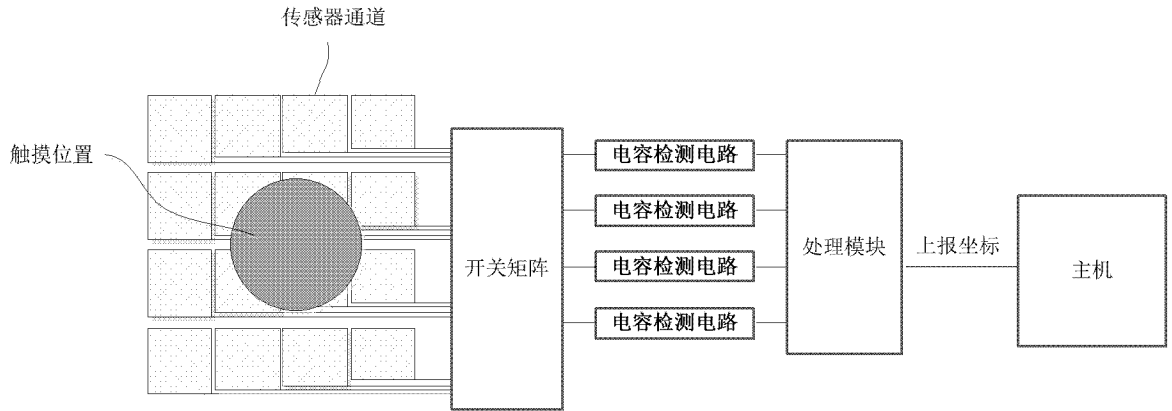 传感器通道
触摸位置
开关矩阵
电容检测电路
电容检测电路
电容检测电路
电容检测电路
处理模块
上报坐标
主机